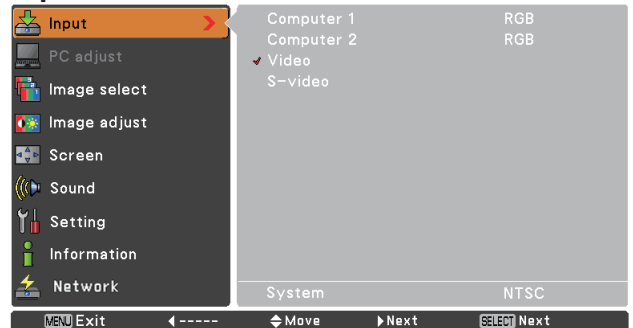 Input
PC adjust
Image select
Image adjust
Screen
Sound
Setting
Information
Network
Computer 1 RGB
Computer 2 RGB
Video
S-video
System NTSC
MENU Exit ----- Move Next SELECT Next